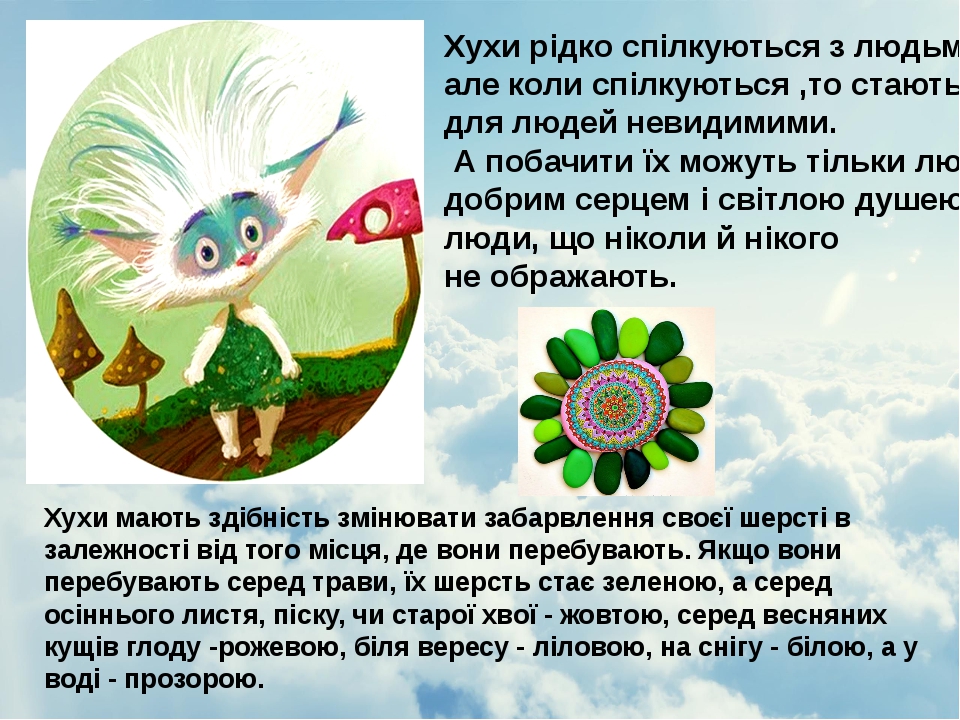 Хухи рідко спілкуються з
але коли спілкуються ,то стають
для людей невидимими.
А побачити їх можуть тільки
добрим серцем і світлою
люди, що ніколи й нікого
не ображають.
Хухи мають здібність змінювати забарвлення своєї шерсті в
залежності від того місця, де вони перебувають. Якщо вони
перебувають серед трави, їх шерсть стає зеленою, а серед
осіннього листя, піску, чи старої хвої - жовтою, серед весняних
кущів глоду -рожевою, біля вересу - ліловою, на снігу - білою, а у
воді - прозорою.